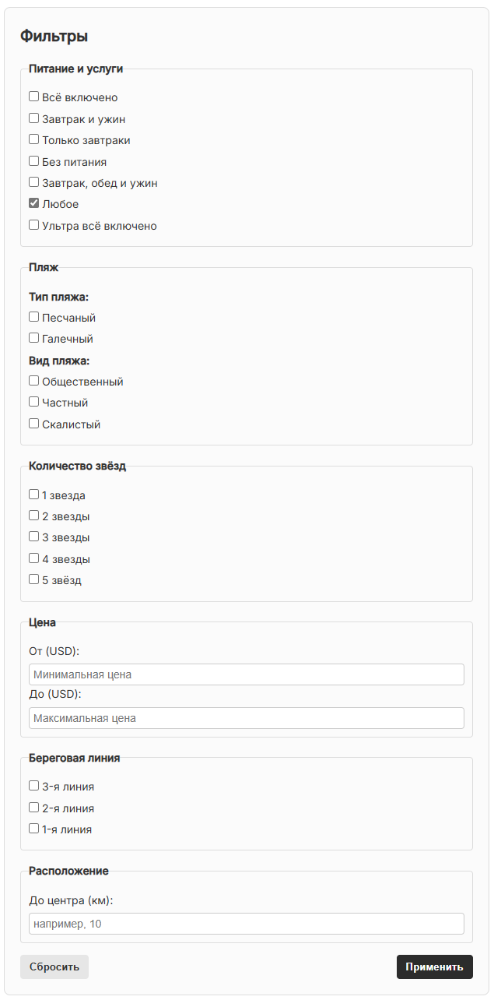 Фильтры
Питание и услуги
Всё включено
Завтрак и ужин
Только завтраки
Без питания
Завтрак, обед и ужин
Любое
Ультра всё включено
Пляж
Тип пляжа:
Песчаный
Галечный
Вид пляжа:
Общественный
Частный
Скалистый
Количество звёзд
1 звезда
2 звезды
3 звезды
4 звезды
5 звёзд
Цена
От (USD):
Минимальная цена
До (USD):
Максимальная цена
Береговая линия
3-я линия
2-я линия
1-я линия
Расположение
До центра (км):
например, 10
Сбросить Применить